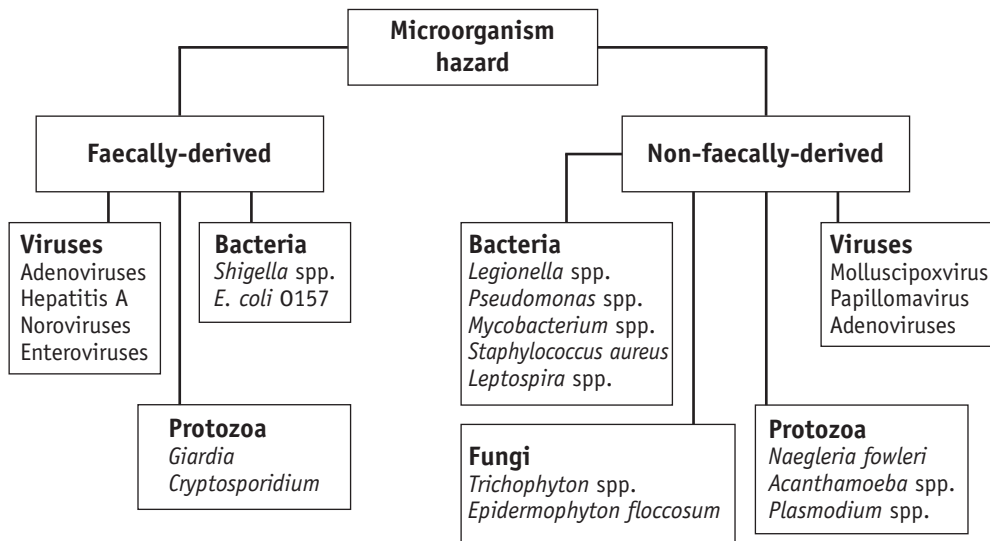 Microorganism
hazard
Faecally-derived
Non-faecally-derived
Viruses
Adenoviruses
Hepatitis A
Noroviruses
Enteroviruses
Bacteria
Shigella spp.
E. coli O157
Protozoa
Giardia
Cryptosporidium
Bacteria
Legionella spp.
Pseudomonas spp.
Mycobacterium spp.
Staphylococcus aureus
Leptospira spp.
Viruses
Molluscipoxvirus
Papillomavirus
Adenoviruses
Fungi
Trichophyton spp.
Epidermophyton floccosum
Protozoa
Naegleria fowleri
Acanthamoeba spp.
Plasmodium spp.